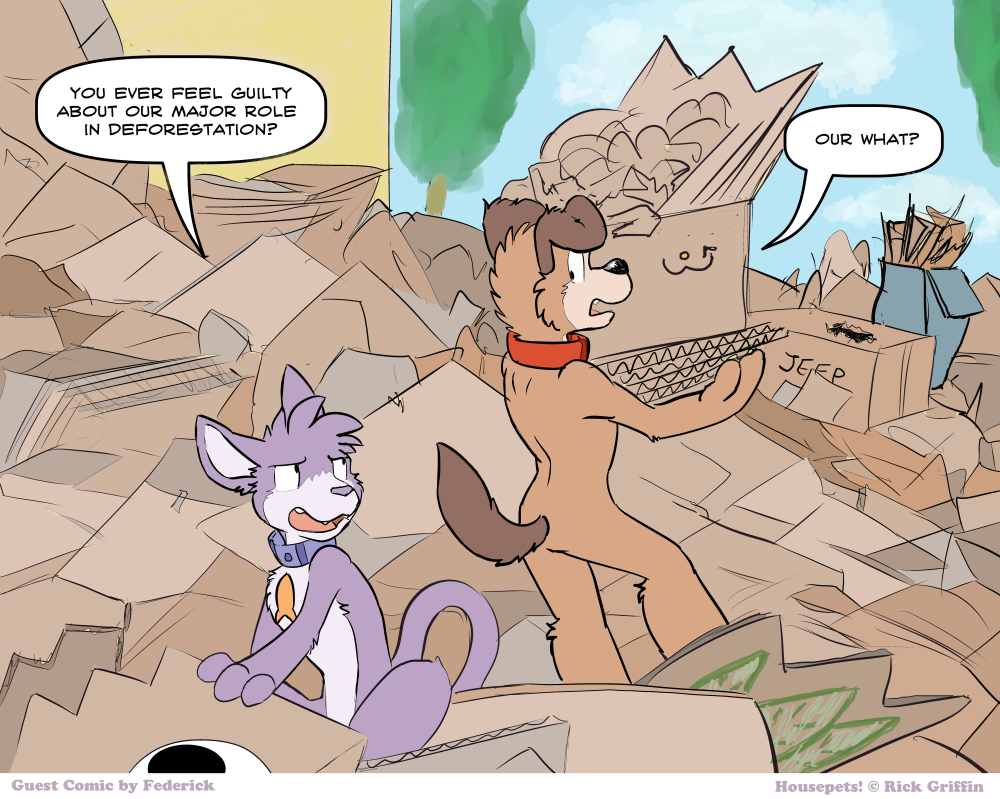 YOU EVER FEEL GUILTY
ABOUT OUR MAJOR ROLE
IN DEFORESTATION?
OUR WHAT?
JEEP
Guest Comic by Federick
Housepets! © Rick Griffin